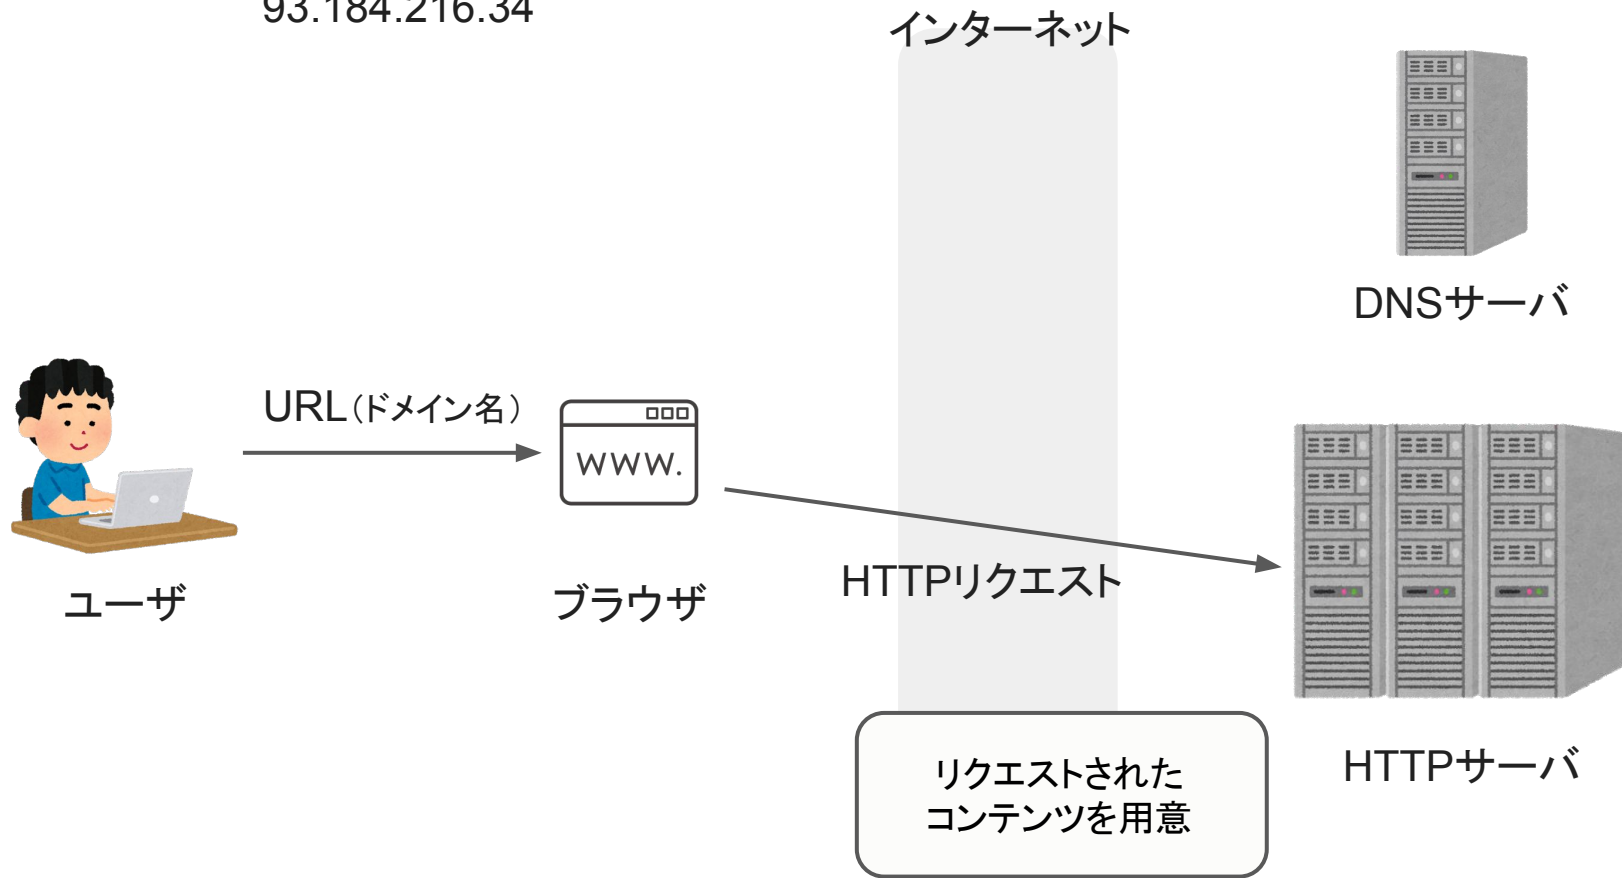 93.184.216.34
インターネット
DNSサーバ
URL（ドメイン名）
www.
HTTPリクエスト
ユーザ
ブラウザ
HTTPサーバ
リクエストされた
コンテンツを用意